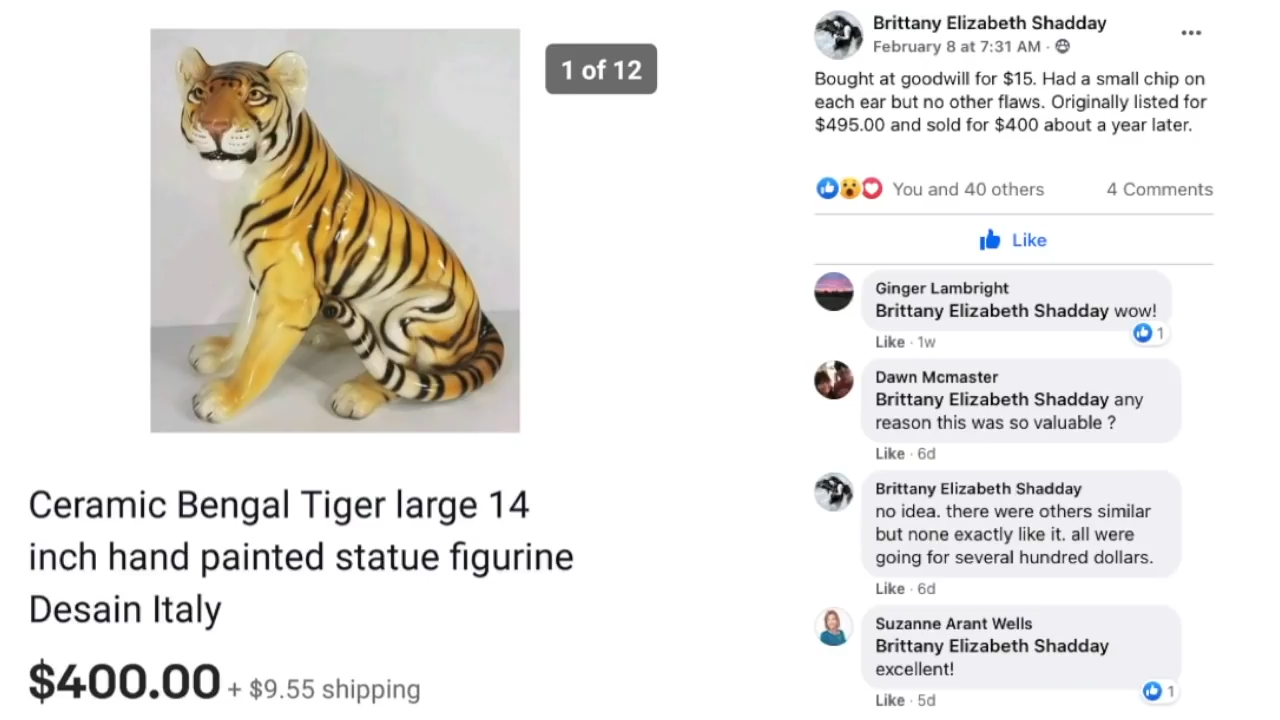 1 of 12
Ceramic Bengal Tiger large 14
inch hand painted statue figurine
Desain Italy
$400.00 + $9.55 shipping
Brittany Elizabeth Shadday
February 8 at 7:31 AM ·
Bought at goodwill for $15. Had a small chip on
each ear but no other flaws. Originally listed for
$495.00 and sold for $400 about a year later.
You and 40 others 4 Comments
Like
Ginger Lambright
Brittany Elizabeth Shadday wow!
1
Like · 1w
Dawn Mcmaster
Brittany Elizabeth Shadday any
reason this was so valuable ?
Like · 6d
Brittany Elizabeth Shadday
no idea. there were others similar
but none exactly like it. all were
going for several hundred dollars.
Like · 6d
Suzanne Arant Wells
Brittany Elizabeth Shadday
excellent!
1
Like · 5d